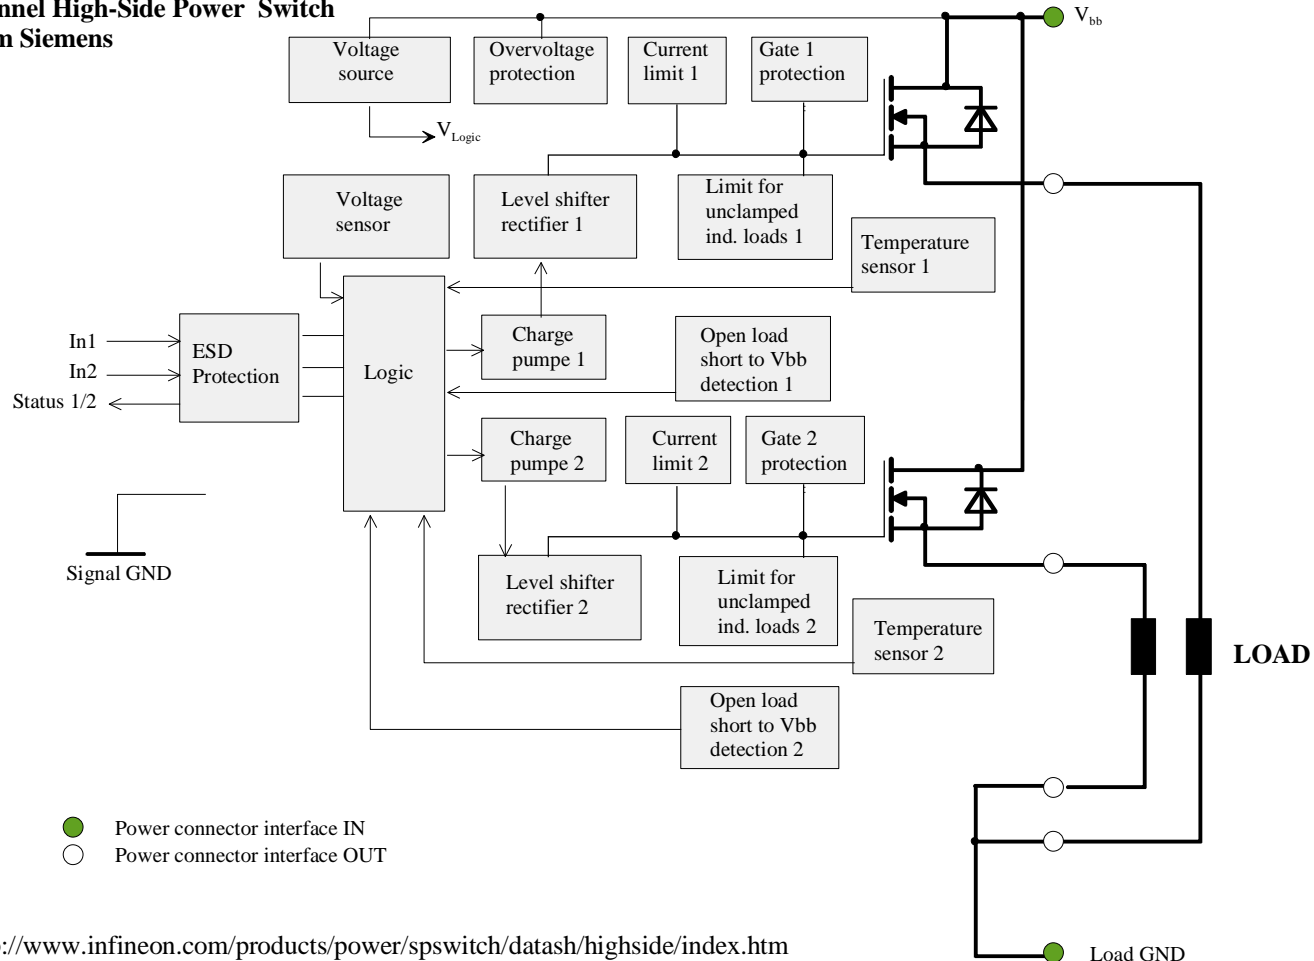 nnel High-Side Power Switch
m Siemens
V_bb
Voltage
source
Overvoltage
protection
Current
limit 1
Gate 1
protection
V_Logic
Voltage
sensor
Level shifter
rectifier 1
Limit for
unclamped
ind. loads 1
Temperature
sensor 1
In1
In2
Status 1/2
ESD
Protection
Logic
Charge
pumpe 1
Open load
short to Vbb
detection 1
Charge
pumpe 2
Current
limit 2
Gate 2
protection
Signal GND
Level shifter
rectifier 2
Limit for
unclamped
ind. loads 2
Temperature
sensor 2
LOAD
Open load
short to Vbb
detection 2
Power connector interface IN
Power connector interface OUT
://www.infineon.com/products/power/spswitch/datash/highside/index.htm
Load GND